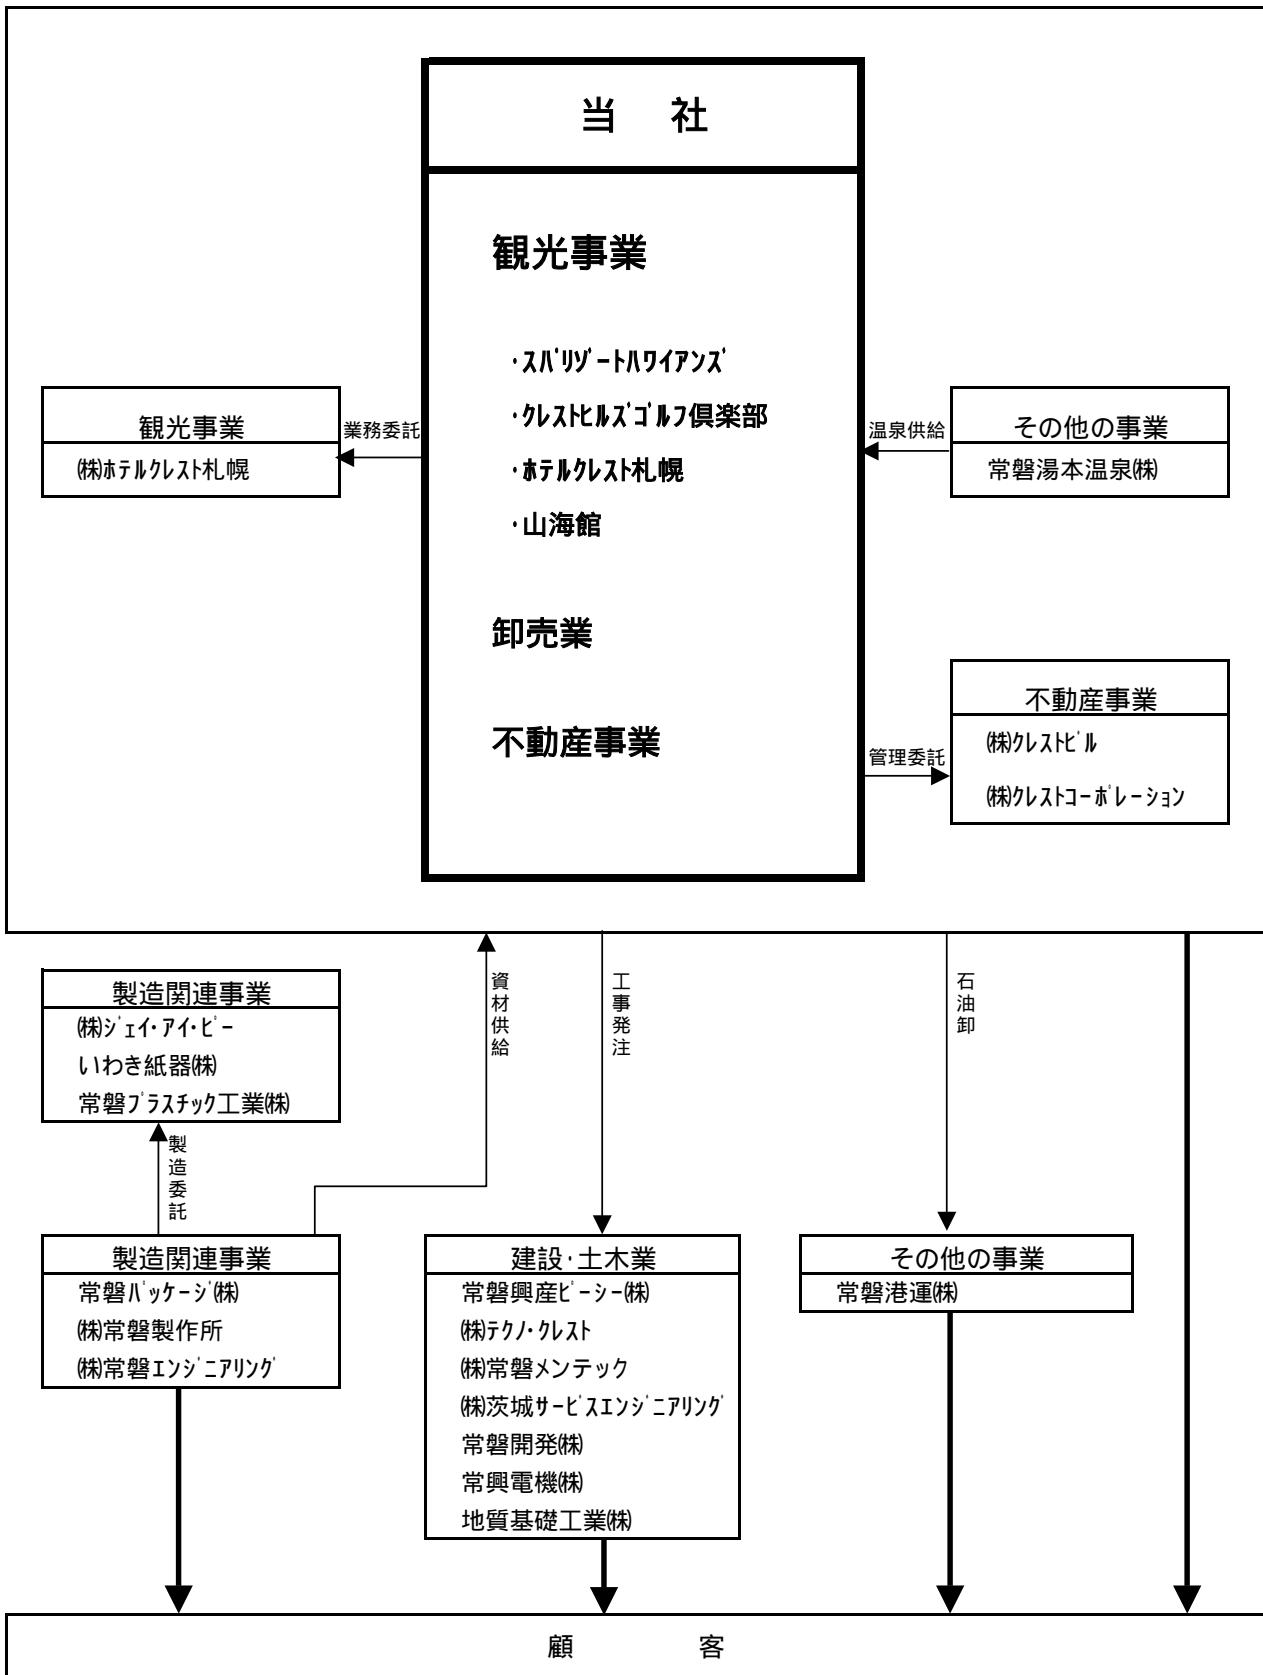 当 社
観光事業
・ｽﾊﾟﾘｿﾞｰﾄﾊﾜｲｱﾝｽﾞ
・ｸﾚｽﾄﾋﾙｽﾞｺﾞﾙﾌ倶楽部
・ﾎﾃﾙｸﾚｽﾄ札幌
・山海館
卸売業
不動産事業
観光事業
㈱ﾎﾃﾙｸﾚｽﾄ札幌
業務委託
温泉供給
その他の事業
常磐湯本温泉㈱
管理委託
不動産事業
㈱ｸﾚｽﾄﾋﾞﾙ
㈱ｸﾚｽﾄｺｰﾎﾟﾚｰｼｮﾝ
製造関連事業
㈱ｼﾞｪｲ・ｱｲ・ﾋﾟｰ
いわき紙器㈱
常磐ﾌﾟﾗｽﾁｯｸ工業㈱
資材供給
工事発注
石油卸
製造委託
製造関連事業
常磐ﾊﾟｯｹｰｼﾞ㈱
㈱常磐製作所
㈱常磐ｴﾝｼﾞﾆｱﾘﾝｸﾞ
建設・土木業
常磐興産ﾋﾟｰｼｰ㈱
㈱ﾃｸﾉ・ｸﾚｽﾄ
㈱常磐メンテック
㈱茨城ｻｰﾋﾞｽｴﾝｼﾞﾆｱﾘﾝｸﾞ
常磐開発㈱
常興電機㈱
地質基礎工業㈱
その他の事業
常磐港運㈱
顧 客